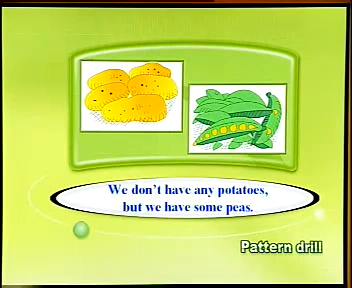 We don't have any potatoes,
but we have some peas.
Pattern drill